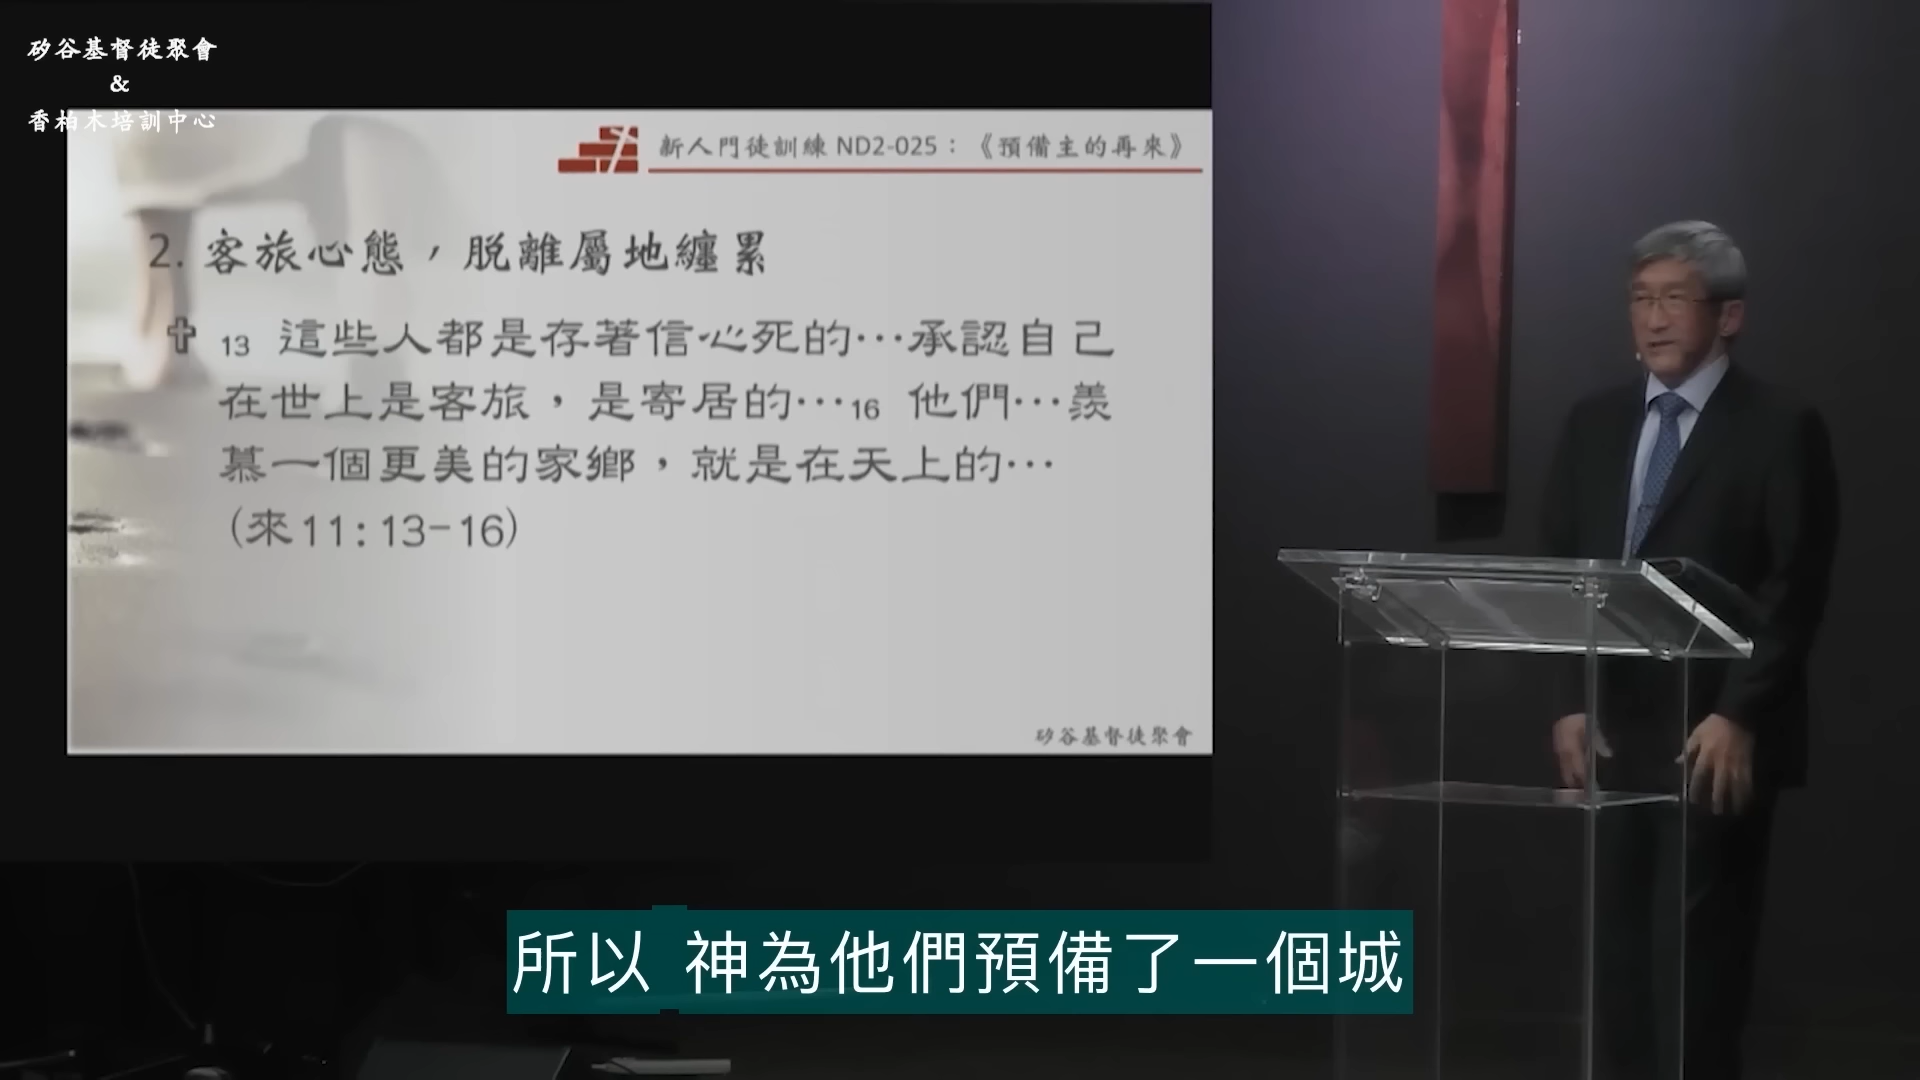 矽谷基督徒聚會
&
香柏木培訓中心
新人門徒訓練 ND2-025：《預備主的再來》
2. 客旅心態，脫離屬地纏累
✝ 13 這些人都是存著信心死的…承認自己
在世上是客旅，是寄居的…16 他們…羨
慕一個更美的家鄉，就是在天上的…
(來11:13-16)
矽谷基督徒聚會
所以 神為他們預備了一個城